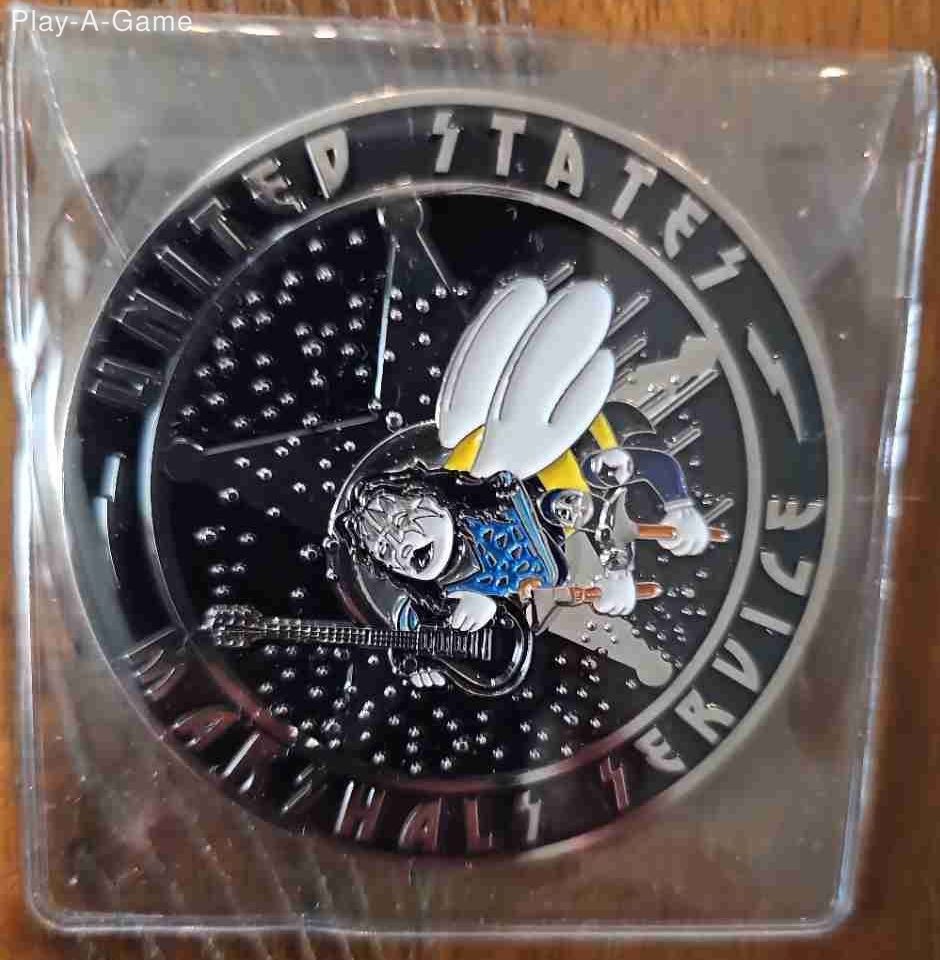 Play-A-Game
UNITED STATES
MARSHALS SERVICE